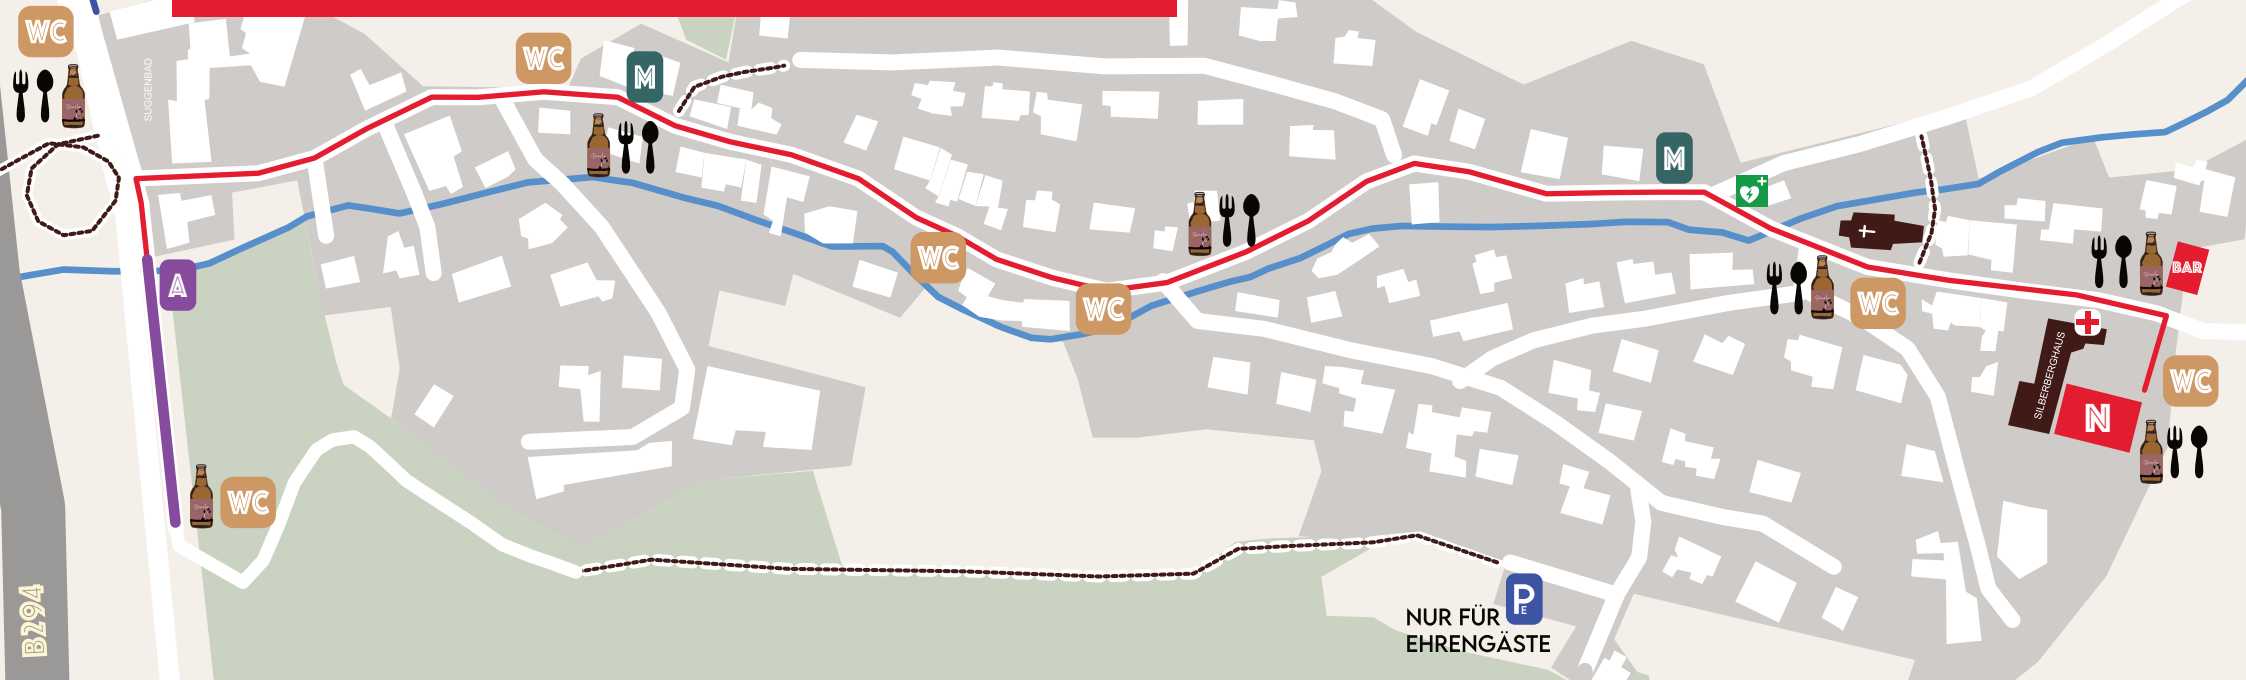 WC
SUGGENBAD
WC
M
M
A
WC
WC
WC
BAR
WC
SILBERBERGHAUS
N
WC
B294
P
E
NUR FÜR
EHRENGÄSTE